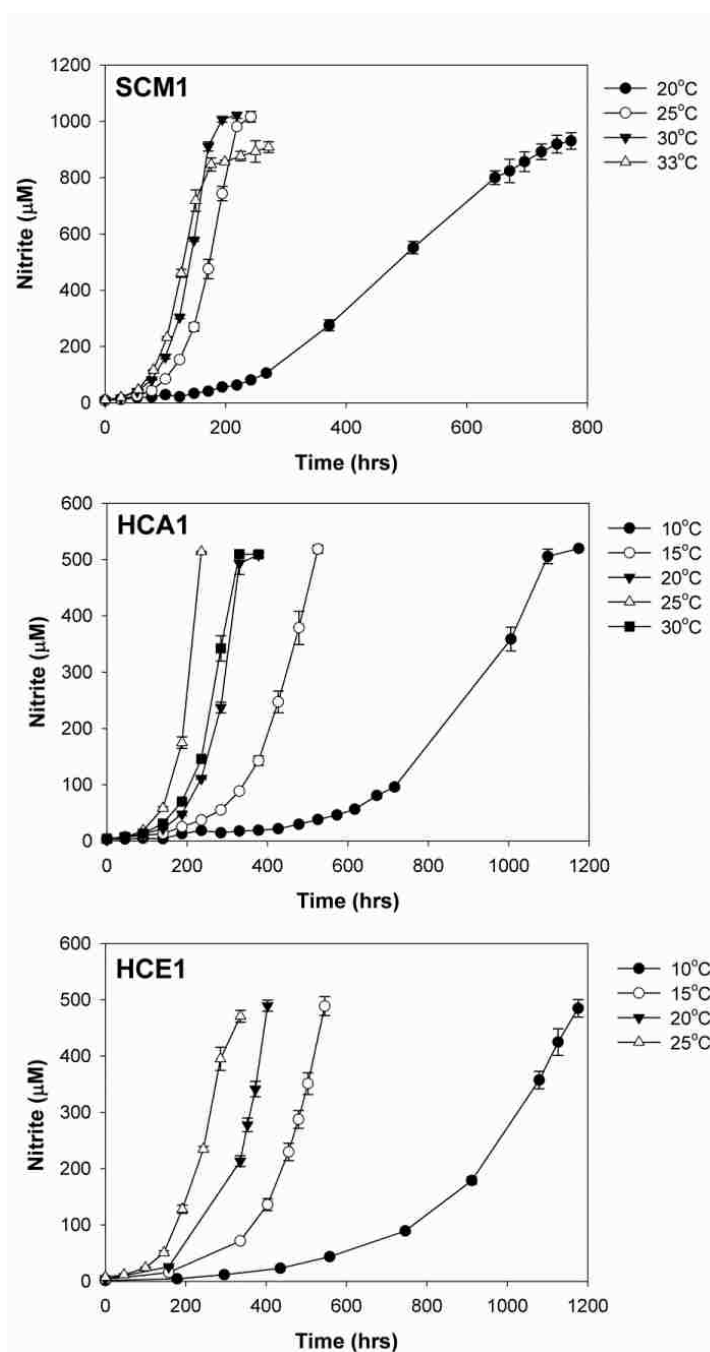 SCM1
1200
1000
800
600
400
200
0
Nitrite (μM)
0 200 400 600 800
Time (hrs)
20°C
25°C
30°C
33°C
HCA1
600
500
400
300
200
100
0
Nitrite (μM)
0 200 400 600 800 1000 1200
Time (hrs)
10°C
15°C
20°C
25°C
30°C
HCE1
600
500
400
300
200
100
0
Nitrite (μM)
0 200 400 600 800 1000 1200
Time (hrs)
10°C
15°C
20°C
25°C